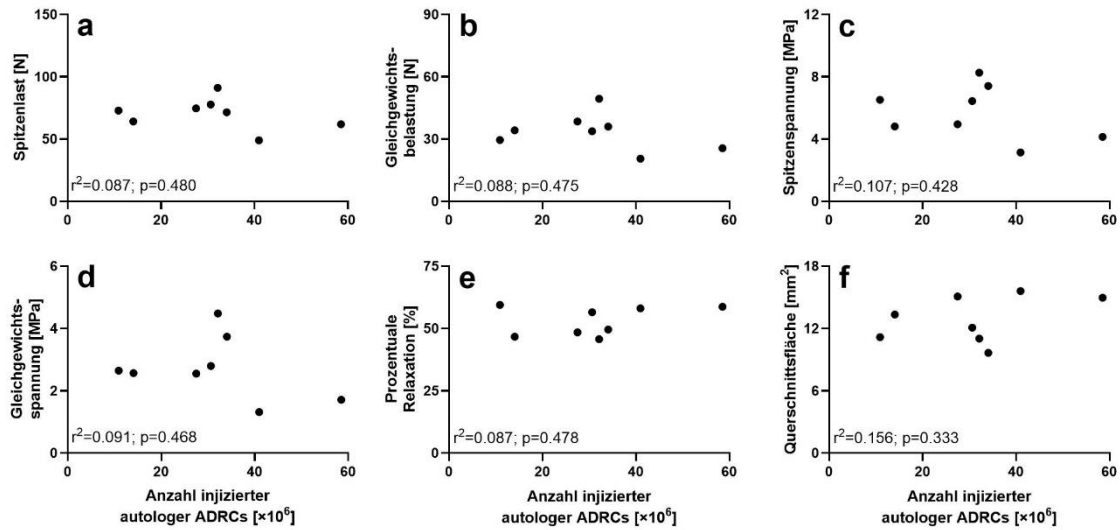 a
Spitzenlast [N]
150
100
50
0
r²=0.087; p=0.480
0 20 40 60
b
Gleichgewichts-
belastung [N]
90
60
30
0
r²=0.088; p=0.475
0 20 40 60
c
Spitzenspannung [MPa]
12
8
4
0
r²=0.107; p=0.428
0 20 40 60
d
Gleichgewichts-
spannung [MPa]
6
4
2
0
r²=0.091; p=0.468
0 20 40 60
Anzahl injizierter
autologer ADRCs [×10⁶]
e
Prozentuale
Relaxation [%]
75
50
25
0
r²=0.087; p=0.478
0 20 40 60
Anzahl injizierter
autologer ADRCs [×10⁶]
f
Querschnittsfläche [mm²]
18
12
6
0
r²=0.156; p=0.333
0 20 40 60
Anzahl injizierter
autologer ADRCs [×10⁶]